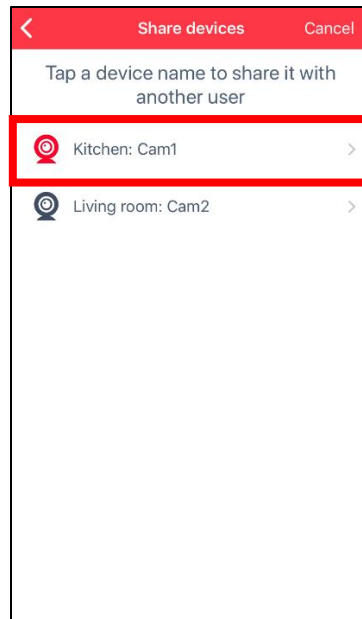 Share devices Cancel
Tap a device name to share it with
another user
Kitchen: Cam1
Living room: Cam2